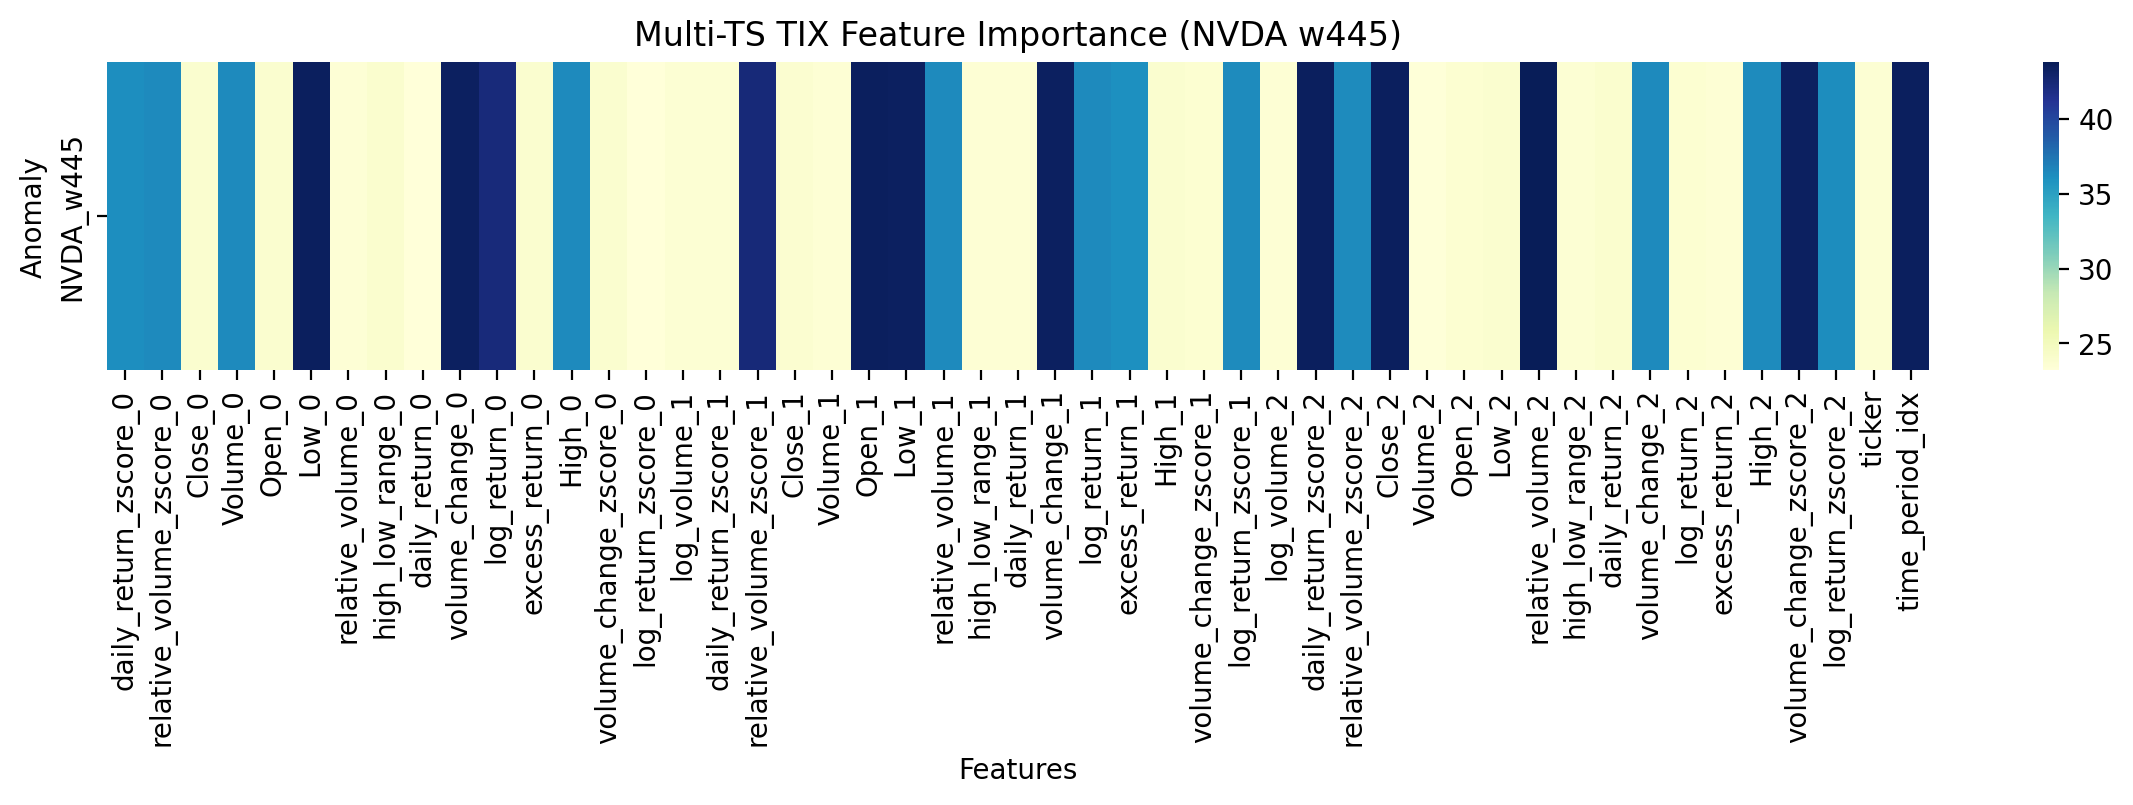 Multi-TS TIX Feature Importance (NVDA w445)
Anomaly
NVDA_w445
40
35
30
25
daily_return_zscore_0
relative_volume_zscore_0
Close_0
Volume_0
Open_0
Low_0
relative_volume_0
high_low_range_0
daily_return_0
volume_change_0
log_return_0
excess_return_0
High_0
volume_change_zscore_0
log_return_zscore_0
log_volume_1
daily_return_zscore_1
relative_volume_zscore_1
Close_1
Volume_1
Open_1
Low_1
relative_volume_1
high_low_range_1
daily_return_1
volume_change_1
log_return_1
excess_return_1
High_1
volume_change_zscore_1
log_return_zscore_1
log_volume_2
daily_return_zscore_2
relative_volume_zscore_2
Close_2
Volume_2
Open_2
Low_2
relative_volume_2
high_low_range_2
daily_return_2
volume_change_2
log_return_2
excess_return_2
High_2
volume_change_zscore_2
log_return_zscore_2
ticker
time_period_idx
Features